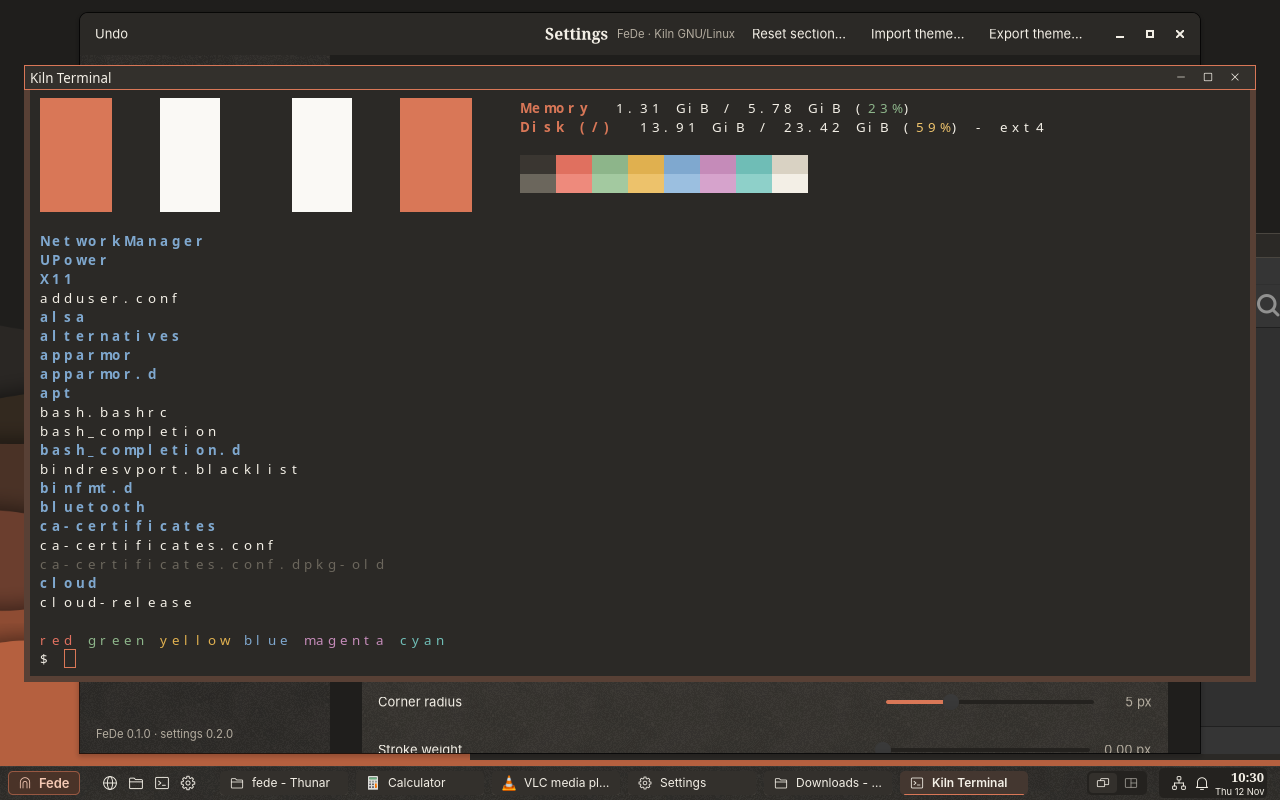 Undo
Settings FeDe · Kiln GNU/Linux Reset section... Import theme... Export theme...
Kiln Terminal
Memory 1.31 GiB / 5.78 GiB (23%)
Disk (/) 13.91 GiB / 23.42 GiB (59%) - ext4
NetworkManager
UPower
X11
adduser.conf
alsa
alternatives
apparmor
apparmor.d
apt
bash.bashrc
bash_completion
bash_completion.d
bindresvport.blacklist
binfmt.d
bluetooth
ca-certificates
ca-certificates.conf
ca-certificates.conf.dpkg-old
cloud
cloud-release
red green yellow blue magenta cyan
$
Corner radius 5 px
FeDe 0.1.0 · settings 0.2.0
Stroke weight 0.00 px
Fede fede - Thunar Calculator VLC media pl... Settings Downloads - ... Kiln Terminal 10:30
Thu 12 Nov